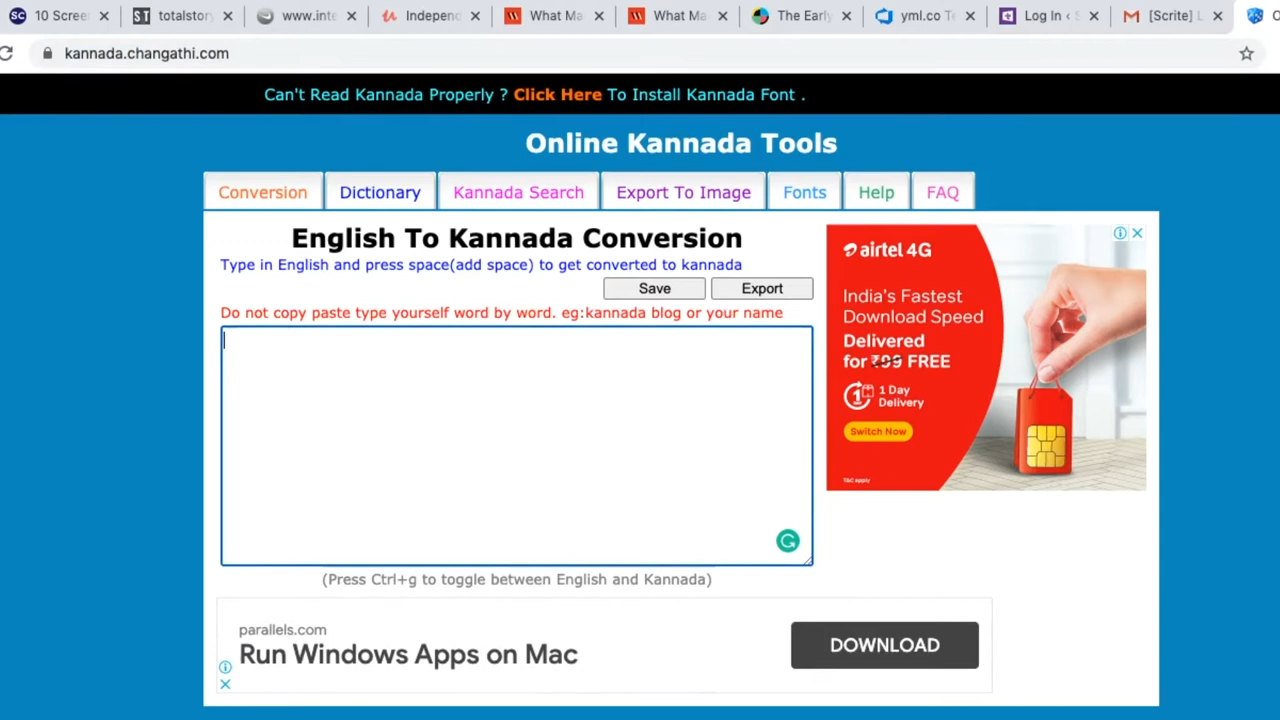 10 Scree
totalstory
www.inte
Indepen
What Ma
What Ma
The Early
yml.co Te
Log In ‹
[Scrite] L
kannada.changathi.com
Can't Read Kannada Properly ? Click Here To Install Kannada Font .
Online Kannada Tools
Conversion Dictionary Kannada Search Export To Image Fonts Help FAQ
English To Kannada Conversion
Type in English and press space(add space) to get converted to kannada
Save Export
Do not copy paste type yourself word by word. eg:kannada blog or your name
(Press Ctrl+g to toggle between English and Kannada)
airtel 4G
India's Fastest
Download Speed
Delivered
for ₹99 FREE
1 Day
Delivery
Switch Now
T&C apply
parallels.com
Run Windows Apps on Mac
DOWNLOAD